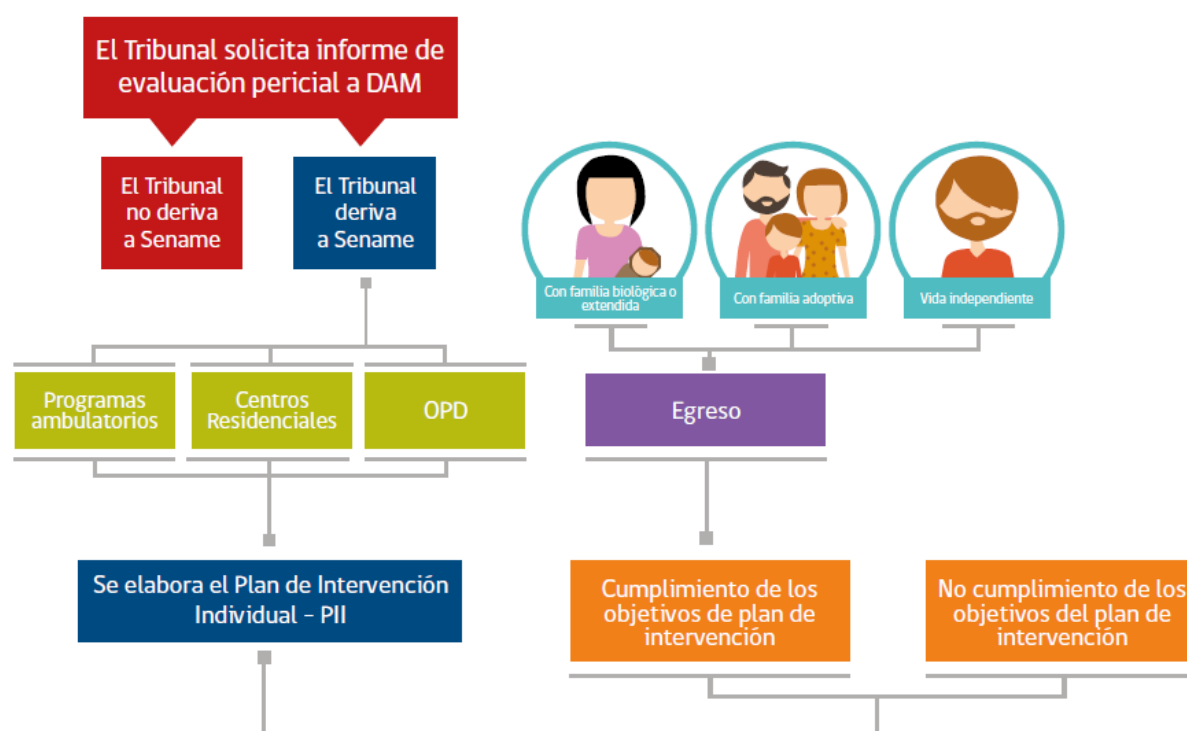 El Tribunal solicita informe de
evaluación pericial a DAM
El Tribunal
no deriva
a Sename
El Tribunal
deriva
a Sename
Con familia biológica o
extendida
Con familia adoptiva
Vida independiente
Programas
ambulatorios
Centros
Residenciales
OPD
Egreso
Se elabora el Plan de Intervención
Individual - PII
Cumplimiento de los
objetivos de plan de
intervención
No cumplimiento de los
objetivos del plan de
intervención